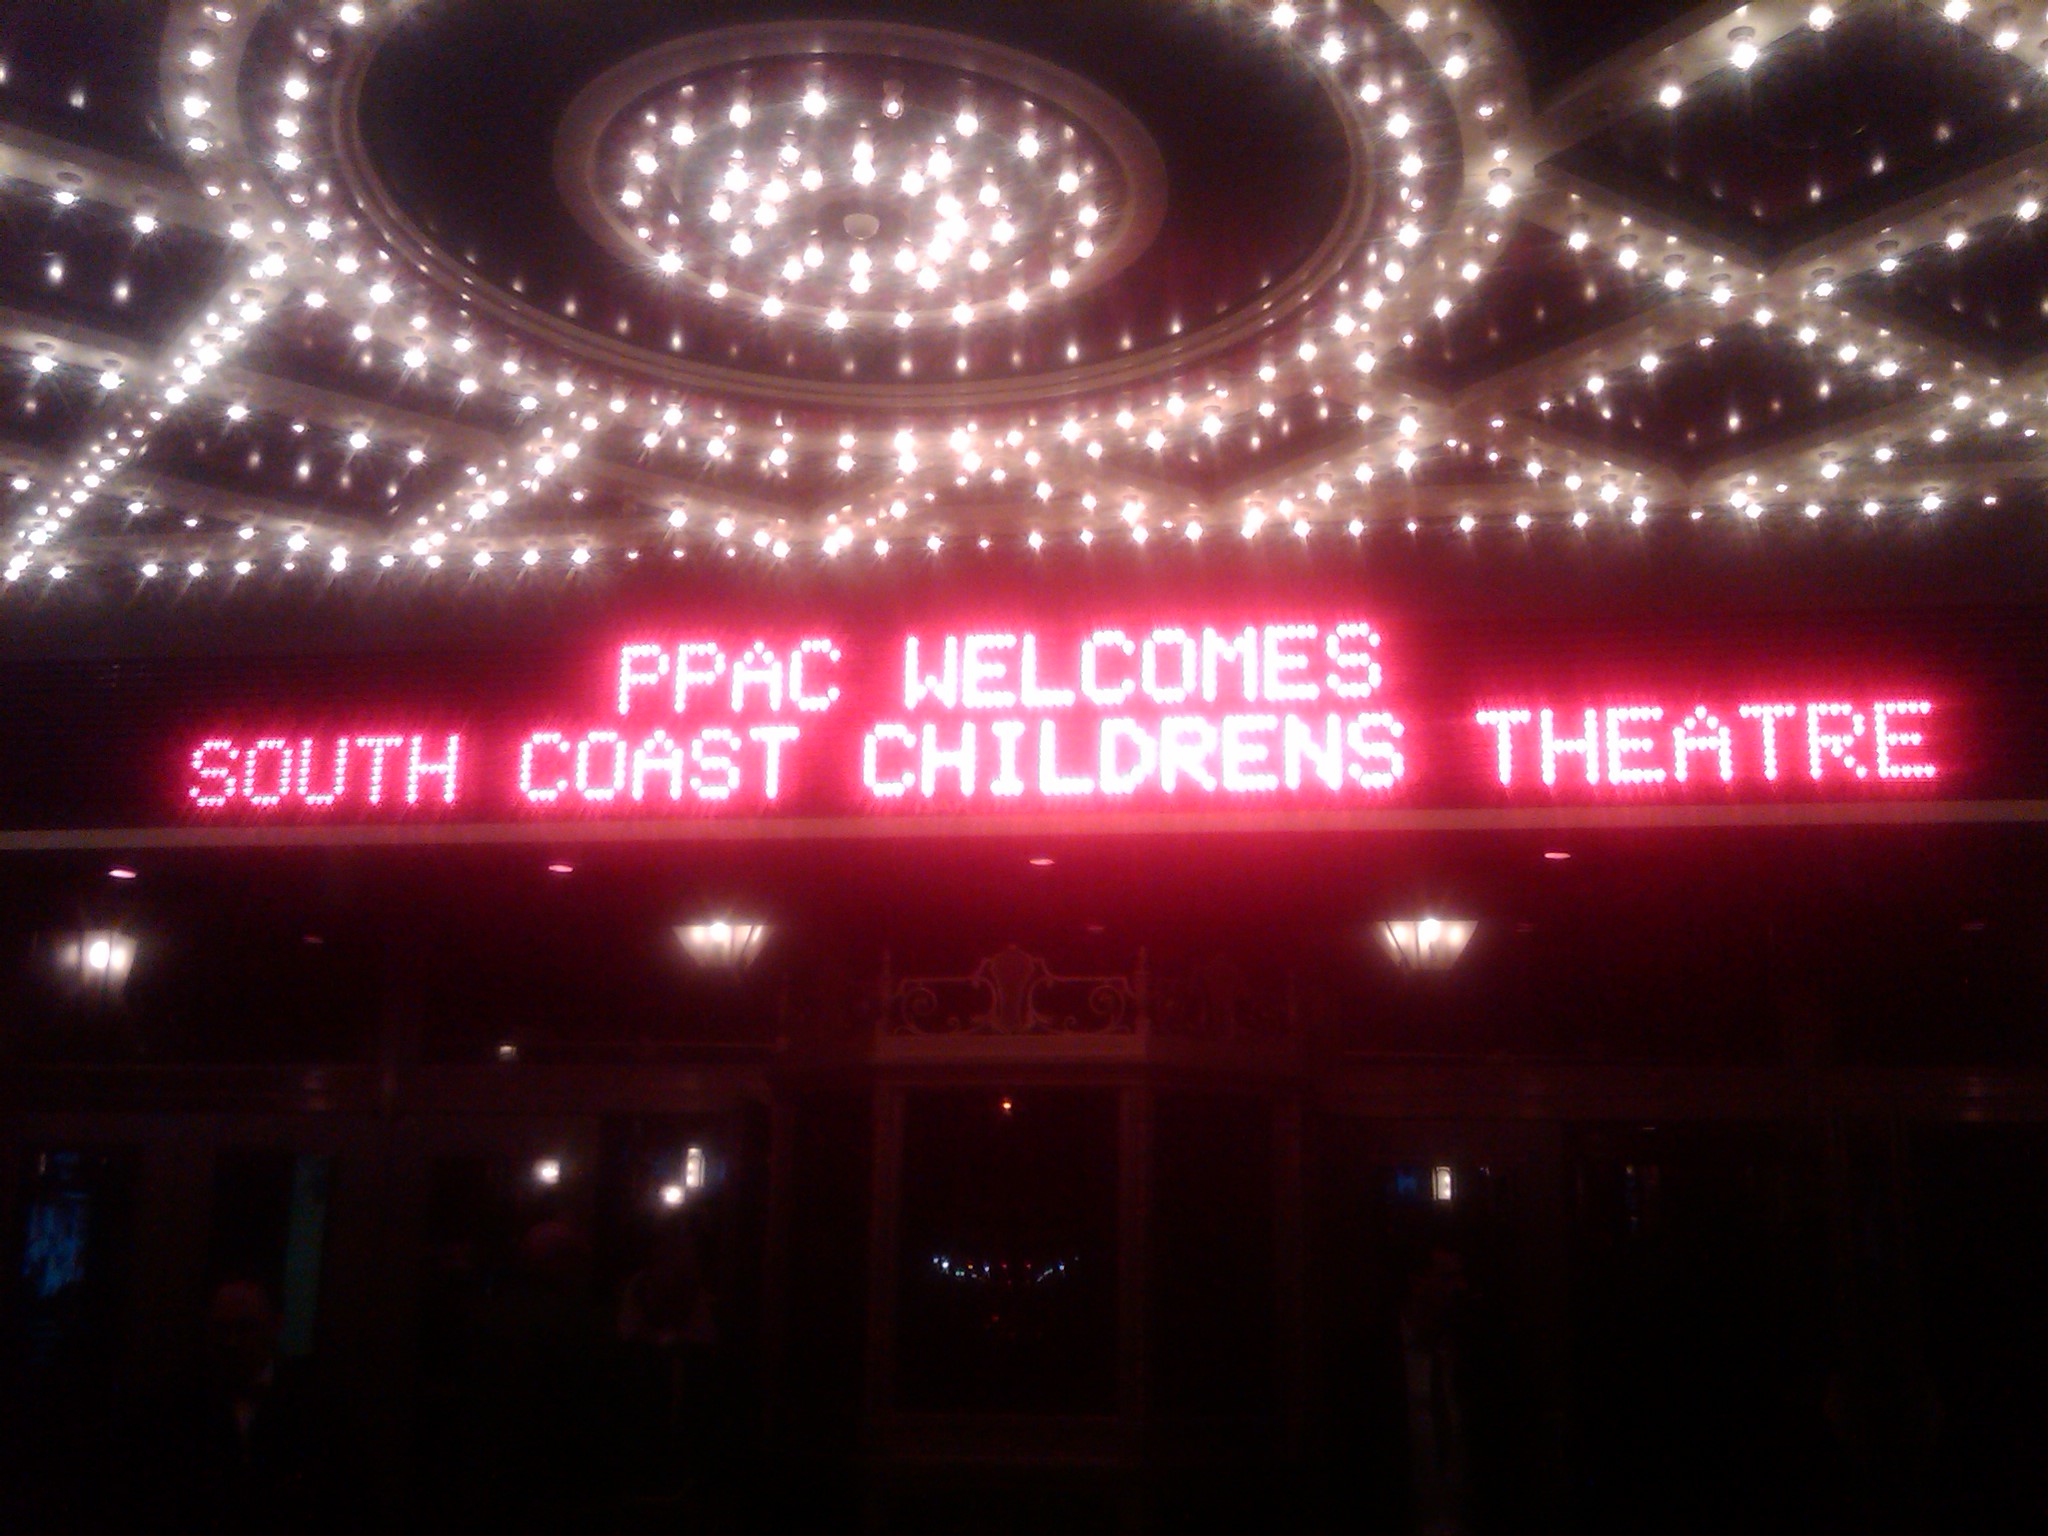 PPAC WELCOMES
SOUTH COAST CHILDRENS THEATRE